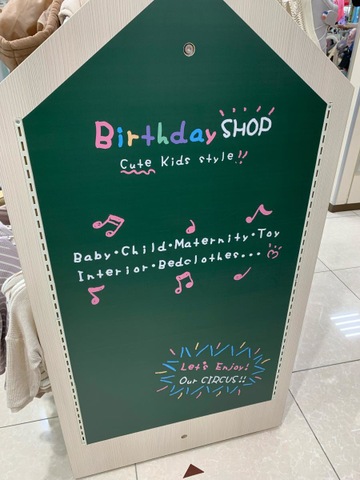 Birthday SHOP
Cute Kids style!!
Baby・Child・Maternity・Toy
Interior・Bedclothes...
Let's Enjoy!
Our CIRCUS!!